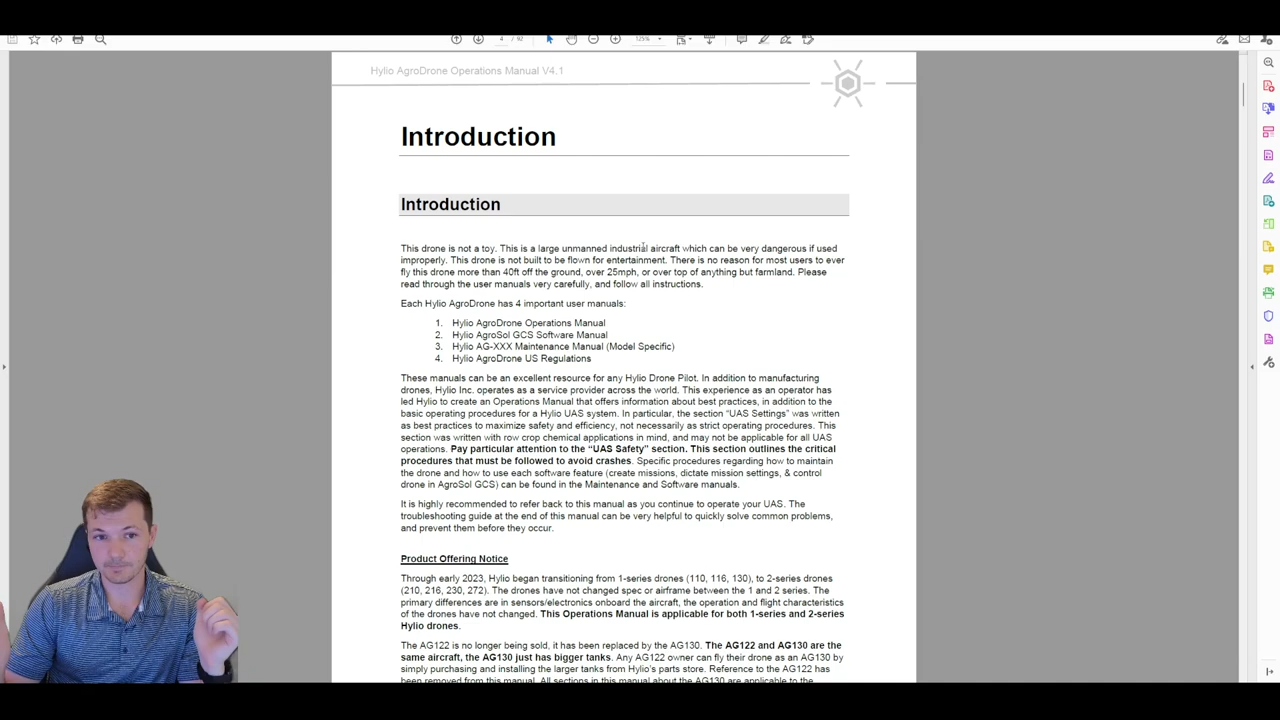 4 / 92
125%
Hylio AgroDrone Operations Manual V4.1
Introduction
Introduction
This drone is not a toy. This is a large unmanned industrial aircraft which can be very dangerous if used
improperly. This drone is not built to be flown for entertainment. There is no reason for most users to ever
fly this drone more than 40ft off the ground, over 25mph, or over top of anything but farmland. Please
read through the user manuals very carefully, and follow all instructions.
Each Hylio AgroDrone has 4 important user manuals:
1. Hylio AgroDrone Operations Manual
2. Hylio AgroSol GCS Software Manual
3. Hylio AG-XXX Maintenance Manual (Model Specific)
4. Hylio AgroDrone US Regulations
These manuals can be an excellent resource for any Hylio Drone Pilot. In addition to manufacturing
drones, Hylio Inc. operates as a service provider across the world. This experience as an operator has
led Hylio to create an Operations Manual that offers information about best practices, in addition to the
basic operating procedures for a Hylio UAS system. In particular, the section “UAS Settings” was written
as best practices to maximize safety and efficiency, not necessarily as strict operating procedures. This
section was written with row crop chemical applications in mind, and may not be applicable for all UAS
operations. Pay particular attention to the “UAS Safety” section. This section outlines the critical
procedures that must be followed to avoid crashes. Specific procedures regarding how to maintain
the drone and how to use each software feature (create missions, dictate mission settings, & control
drone in AgroSol GCS) can be found in the Maintenance and Software manuals.
It is highly recommended to refer back to this manual as you continue to operate your UAS. The
troubleshooting guide at the end of this manual can be very helpful to quickly solve common problems,
and prevent them before they occur.
Product Offering Notice
Through early 2023, Hylio began transitioning from 1-series drones (110, 116, 130), to 2-series drones
(210, 216, 230, 272). The drones have not changed spec or airframe between the 1 and 2 series. The
primary differences are in sensors/electronics onboard the aircraft, the operation and flight characteristics
of the drones have not changed. This Operations Manual is applicable for both 1-series and 2-series
Hylio drones.
The AG122 is no longer being sold, it has been replaced by the AG130. The AG122 and AG130 are the
same aircraft, the AG130 just has bigger tanks. Any AG122 owner can fly their drone as an AG130 by
simply purchasing and installing the larger tanks from Hylio's parts store. Reference to the AG122 has
been removed from this manual. All sections in this manual about the AG130 are applicable to the